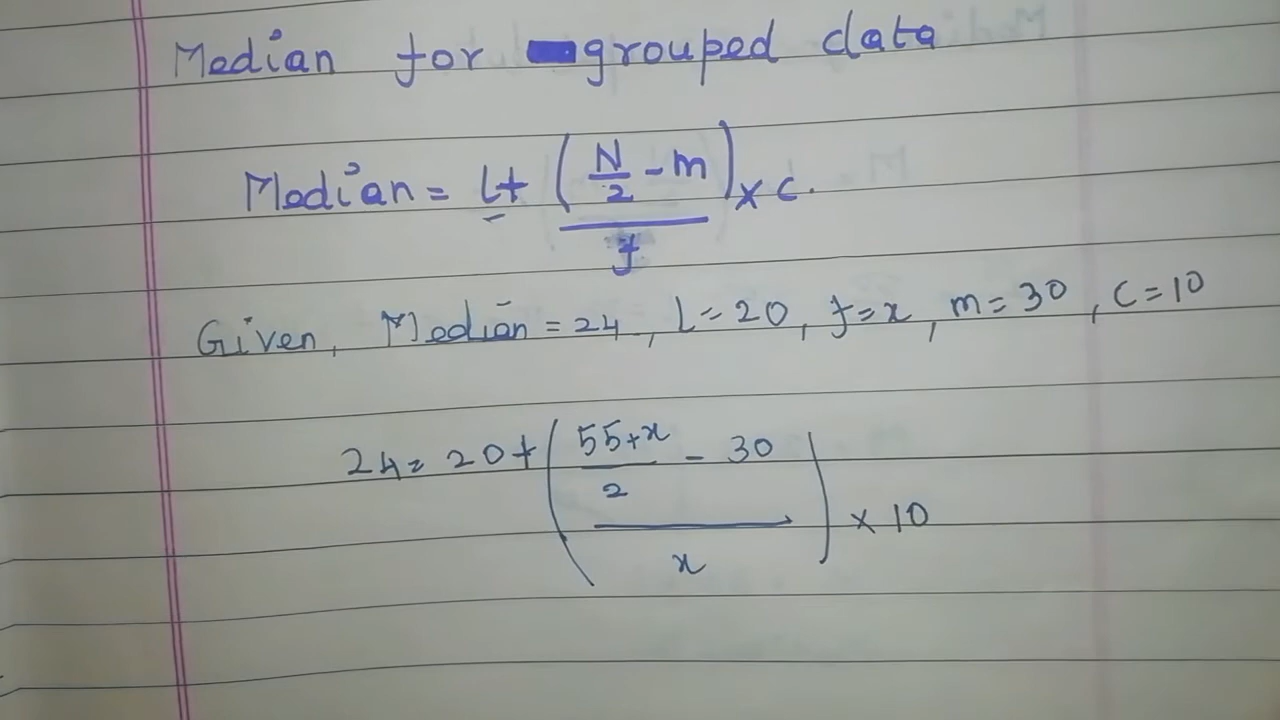 Median for grouped data
Median = l + (N/2 - m)/f × c.
Given, Median = 24, L = 20, f = x, m = 30, c = 10
24 = 20 + ((55+x)/2 - 30)/x) × 10